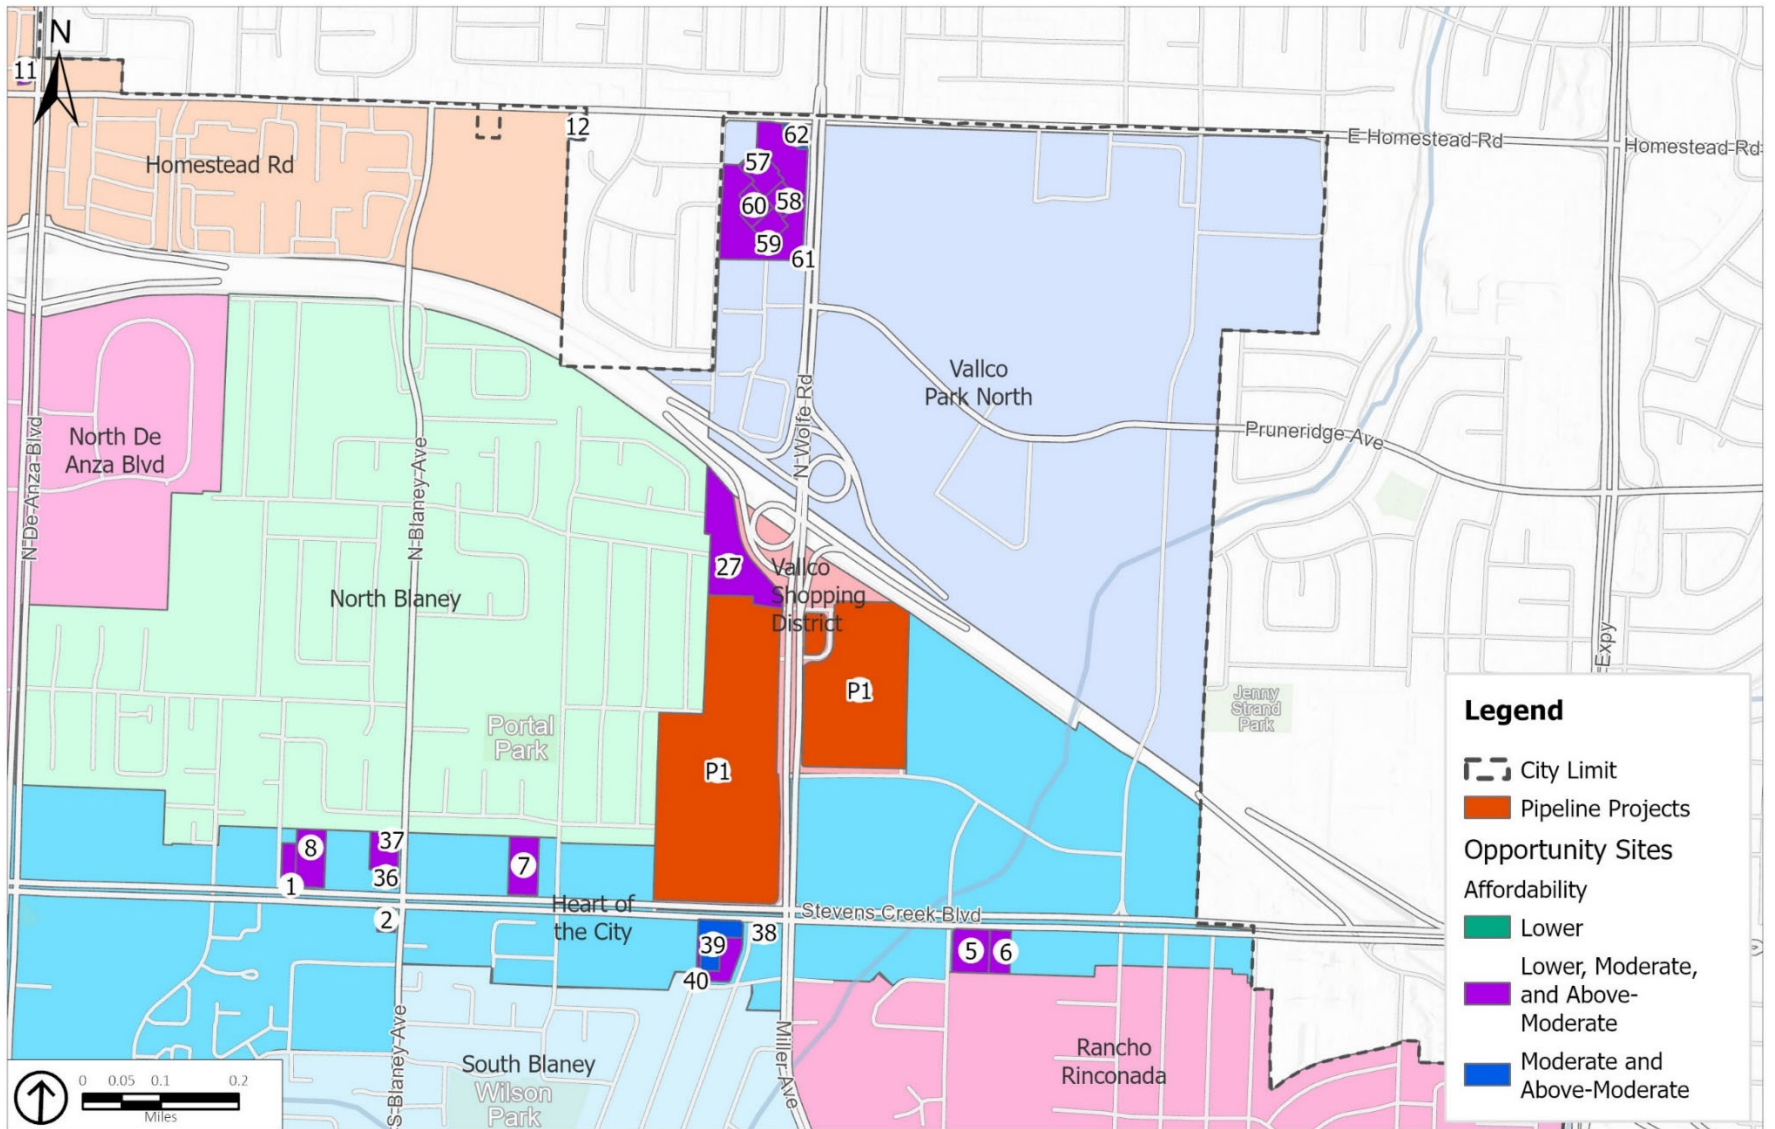 N
11
12
62
E Homestead Rd
Homestead Rd
Homestead Rd
57
58
60
59
61
Vallco
Park North
N Wolfe Rd
Pruneridge Ave
North De
Anza Blvd
N De Anza Blvd
N Blaney Ave
27
Vallco
Shopping
District
North Blaney
Expy
P1
P1
Jenny
Strand
Park
Portal
Park
8
37
7
1
36
2
Heart of
the City
Stevens Creek Blvd
38
39
40
5
6
S Blaney Ave
Miller Ave
South Blaney
Wilson
Park
Rancho
Rinconada
0 0.05 0.1 0.2
Miles
Legend
City Limit
Pipeline Projects
Opportunity Sites
Affordability
Lower
Lower, Moderate,
and Above-
Moderate
Moderate and
Above-Moderate